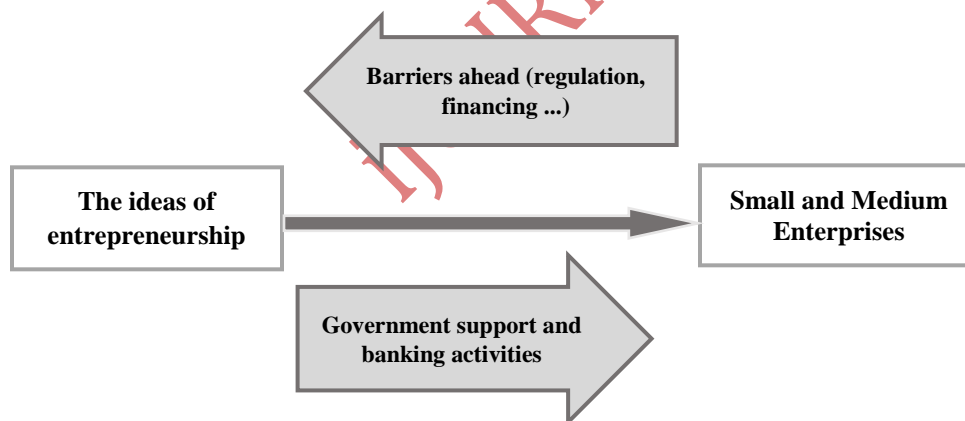 Barriers ahead (regulation,
financing ...)
The ideas of
entrepreneurship
Small and Medium
Enterprises
Government support and
banking activities